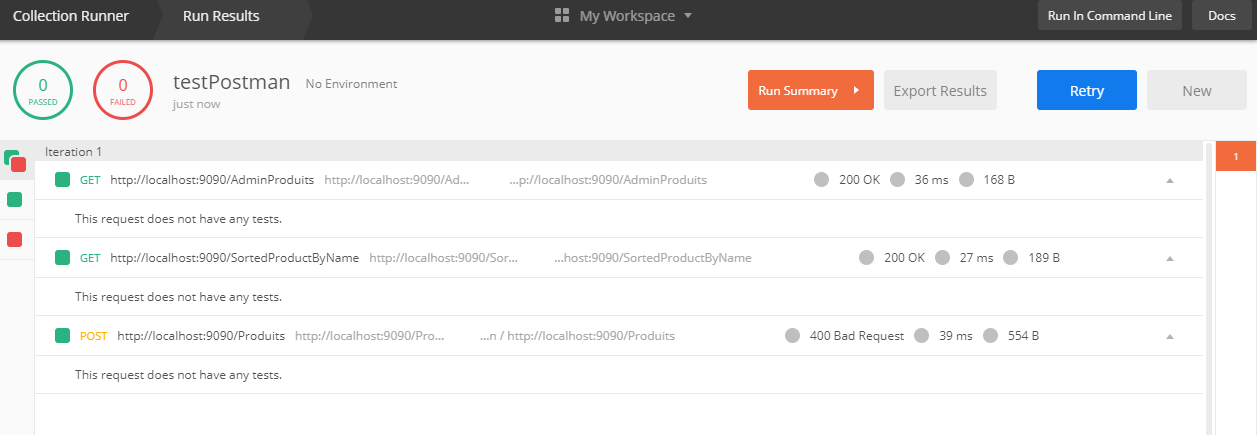 Collection Runner Run Results My Workspace Run In Command Line Docs
0 PASSED 0 FAILED testPostman No Environment
just now
Run Summary Export Results Retry New
Iteration 1 1
GET http://localhost:9090/AdminProduits http://localhost:9090/Ad... ...p://localhost:9090/AdminProduits 200 OK 36 ms 168 B
This request does not have any tests.
GET http://localhost:9090/SortedProductByName http://localhost:9090/Sor... ...host:9090/SortedProductByName 200 OK 27 ms 189 B
This request does not have any tests.
POST http://localhost:9090/Produits http://localhost:9090/Pro... ...n / http://localhost:9090/Produits 400 Bad Request 39 ms 554 B
This request does not have any tests.